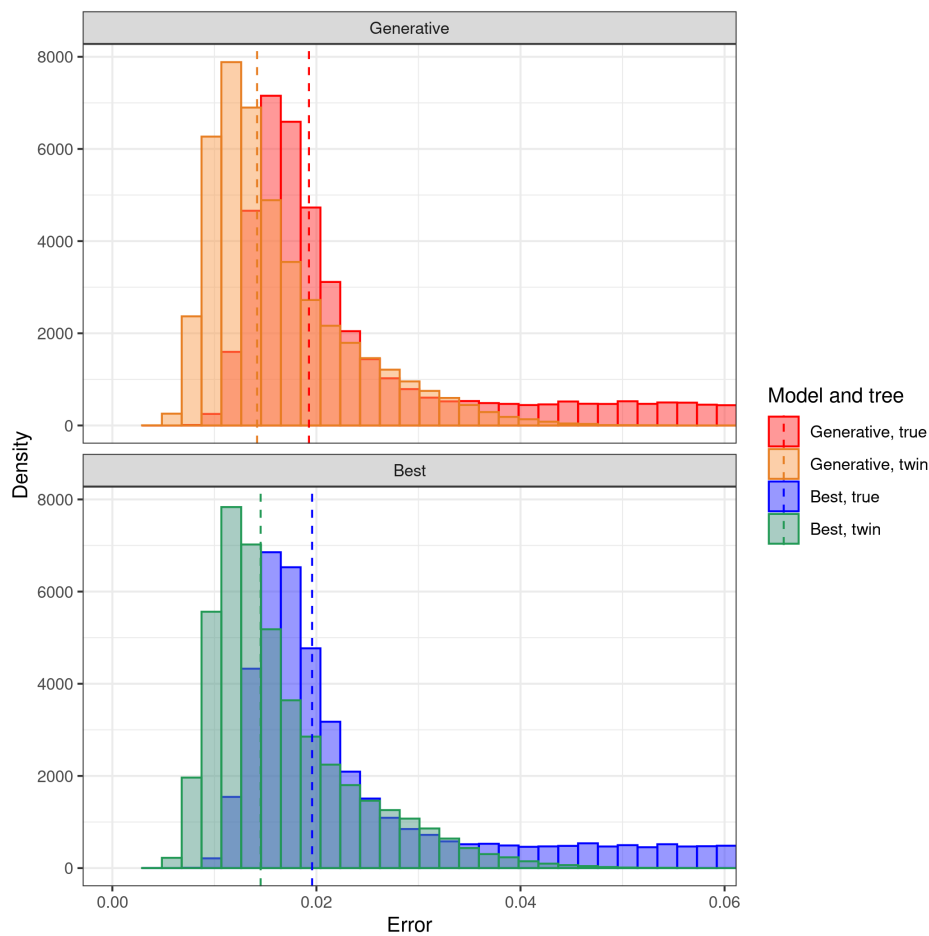 Generative
8000
6000
4000
2000
0
Density
Best
8000
6000
4000
2000
0
0.00
0.02
0.04
0.06
Error
Model and tree
Generative, true
Generative, twin
Best, true
Best, twin